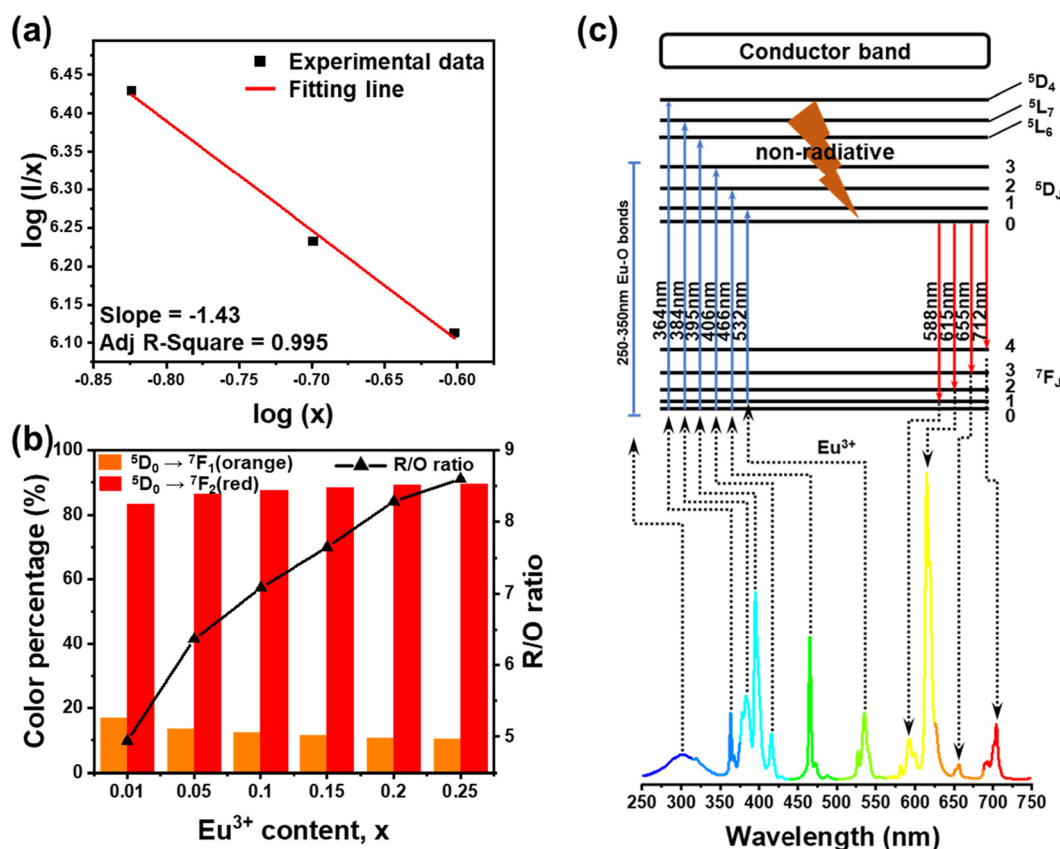 (a)
Experimental data
Fitting line
6.45
6.40
6.35
6.30
6.25
6.20
6.15
6.10
log (I/x)
Slope = -1.43
Adj R-Square = 0.995
-0.85
-0.80
-0.75
-0.70
-0.65
-0.60
log (x)
(b)
⁵D₀ → ⁷F₁(orange)
⁵D₀ → ⁷F₂(red)
R/O ratio
100
80
60
40
20
0
Color percentage (%)
9
8
7
6
5
R/O ratio
0.01
0.05
0.1
0.15
0.2
0.25
Eu³⁺ content, x
(c)
Conductor band
⁵D₄
⁵L₇
⁵L₆
non-radiative
3
2
1
0
⁵D_J
250-350nm Eu-O bonds
364nm
384nm
395nm
406nm
466nm
532nm
588nm
615nm
655nm
712nm
4
3
2
1
0
⁷F_J
Eu³⁺
250 300 350 400 450 500 550 600 650 700 750
Wavelength (nm)